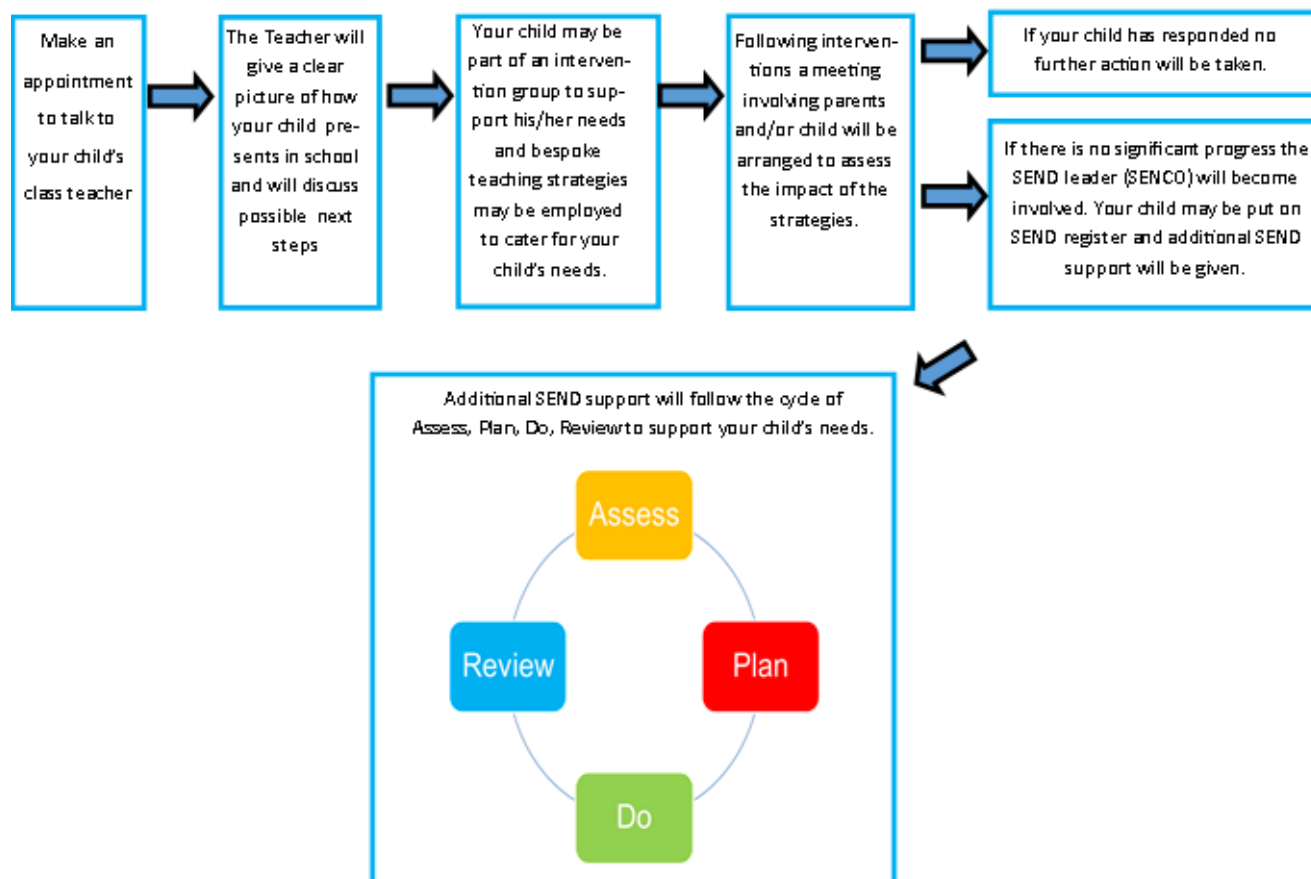 Make an
appointment
to talk to
your child's
class teacher
The Teacher will
give a clear
picture of how
your child pre-
sents in school
and will discuss
possible next
steps
Your child may be
part of an interven-
tion group to sup-
port his/her needs
and bespoke
teaching strategies
may be employed
to cater for your
child's needs.
Following interven-
tions a meeting
involving parents
and/or child will be
arranged to assess
the impact of the
strategies.
If your child has responded no
further action will be taken.
If there is no significant progress the
SEND leader (SENCO) will become
involved. Your child may be put on
SEND register and additional SEND
support will be given.
Additional SEND support will follow the cycle of
Assess, Plan, Do, Review to support your child's needs.
Assess
Review
Plan
Do